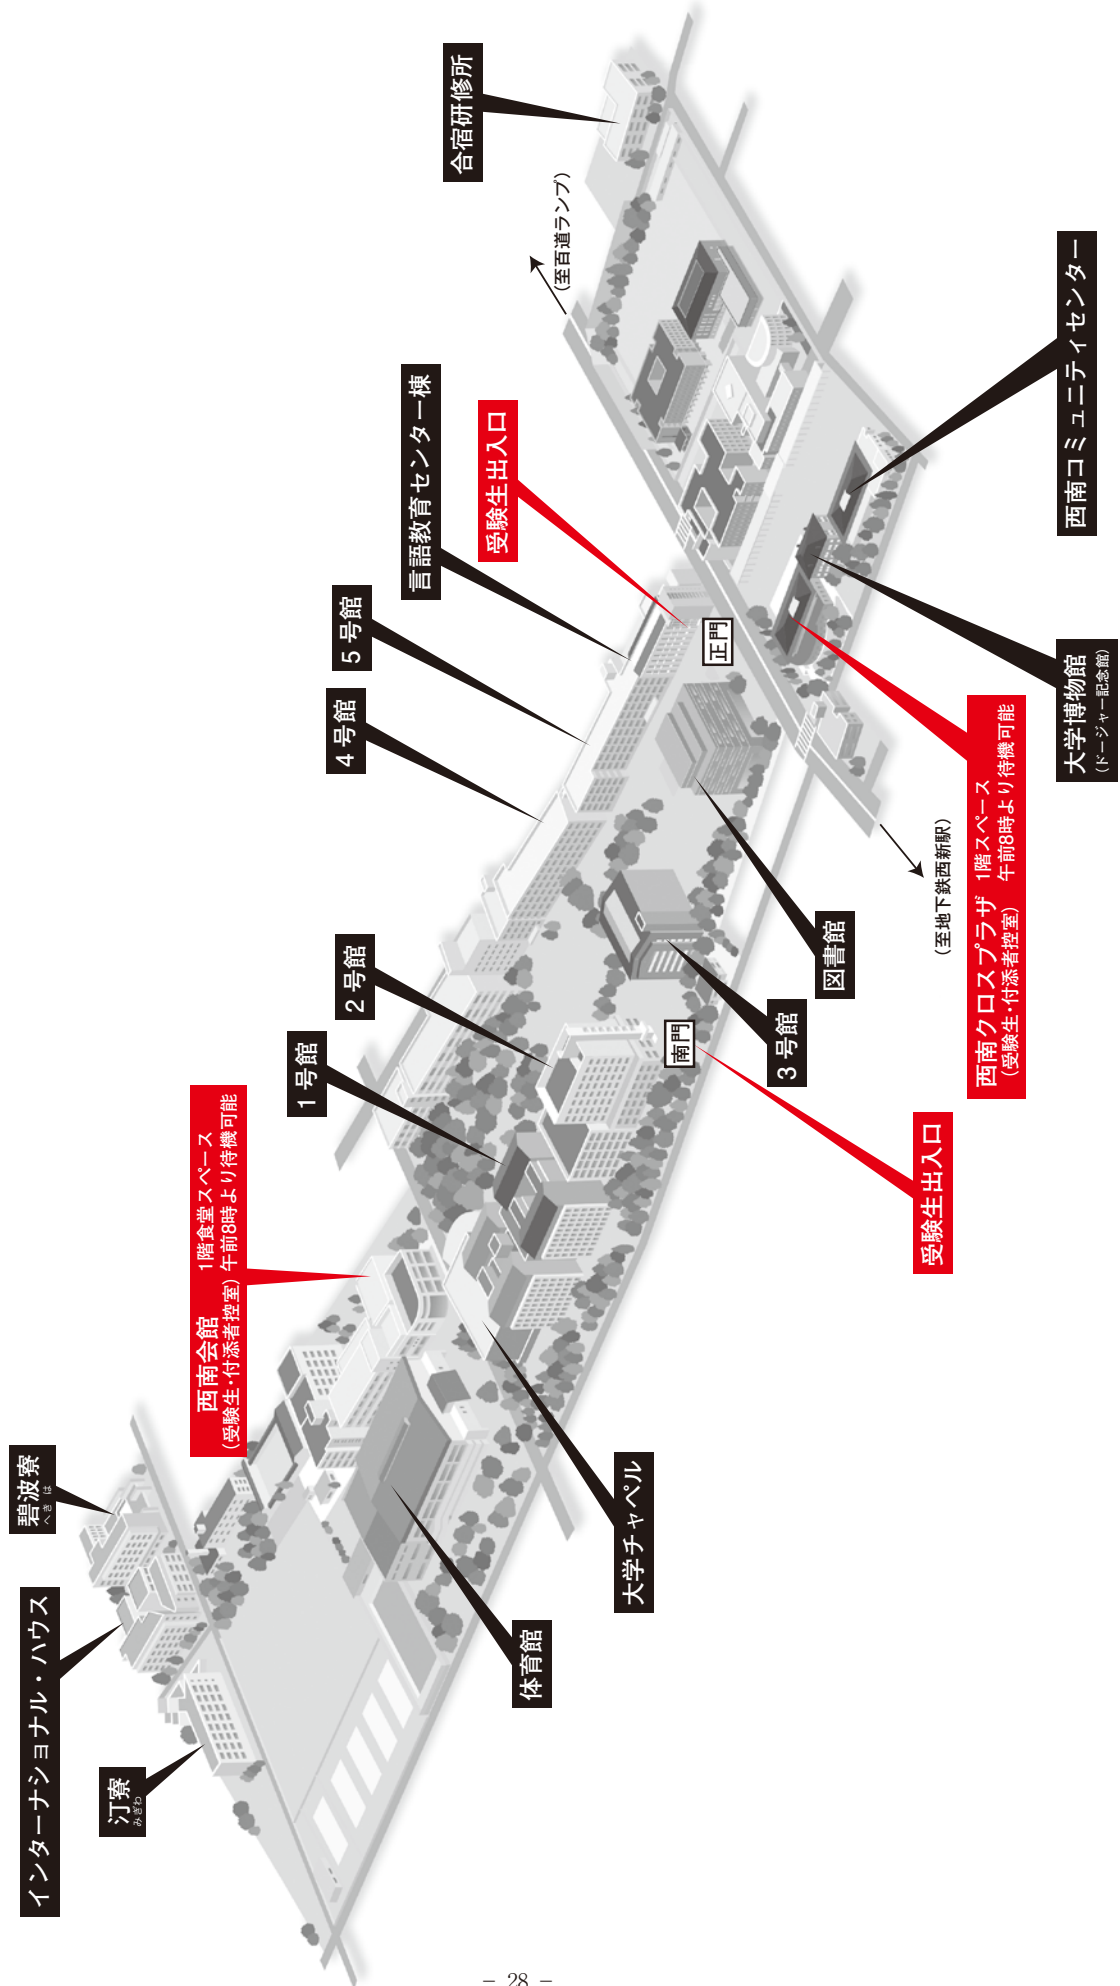 碧波寮
へき は
インターナショナル・ハウス
汀寮
みぎわ
西南会館 1階食堂スペース
(受験生・付添者控室) 午前8時より待機可能
1号館
2号館
4号館
5号館
言語教育センター棟
受験生出入口
合宿研修所
(至百道ランプ)
正門
南門
体育館
大学チャペル
3号館
図書館
受験生出入口
(至地下鉄西新駅)
西南クロスプラザ 1階スペース
(受験生・付添者控室) 午前8時より待機可能
大学博物館
(ドージャー記念館)
西南コミュニティセンター
− 28 −